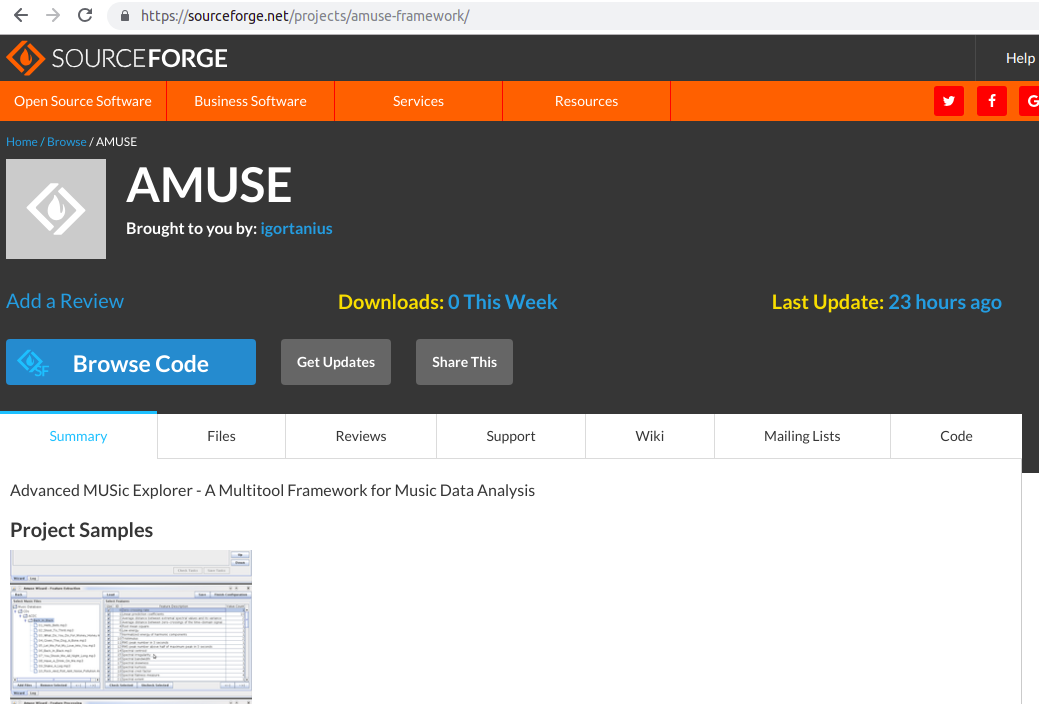 https://sourceforge.net/projects/amuse-framework/
SOURCEFORGE
Help
Open Source Software
Business Software
Services
Resources
Home / Browse / AMUSE
AMUSE
Brought to you by: igortanius
Add a Review
Downloads: 0 This Week
Last Update: 23 hours ago
SF
Browse Code
Get Updates
Share This
Summary
Files
Reviews
Support
Wiki
Mailing Lists
Code
Advanced MUSic Explorer - A Multitool Framework for Music Data Analysis
Project Samples